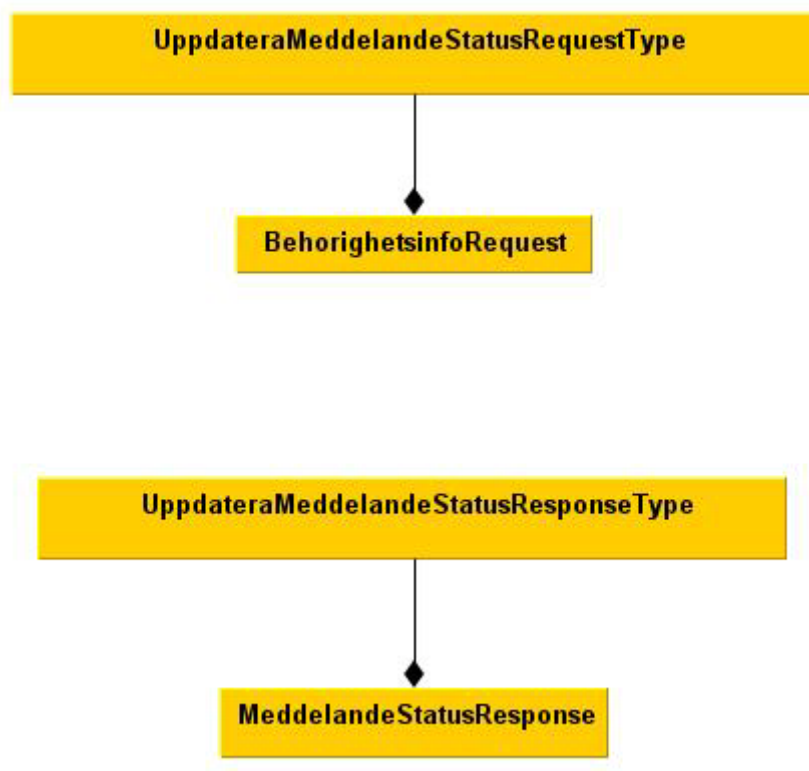 UppdateraMeddelandeStatusRequestType
BehorighetsinfoRequest
UppdateraMeddelandeStatusResponseType
MeddelandeStatusResponse